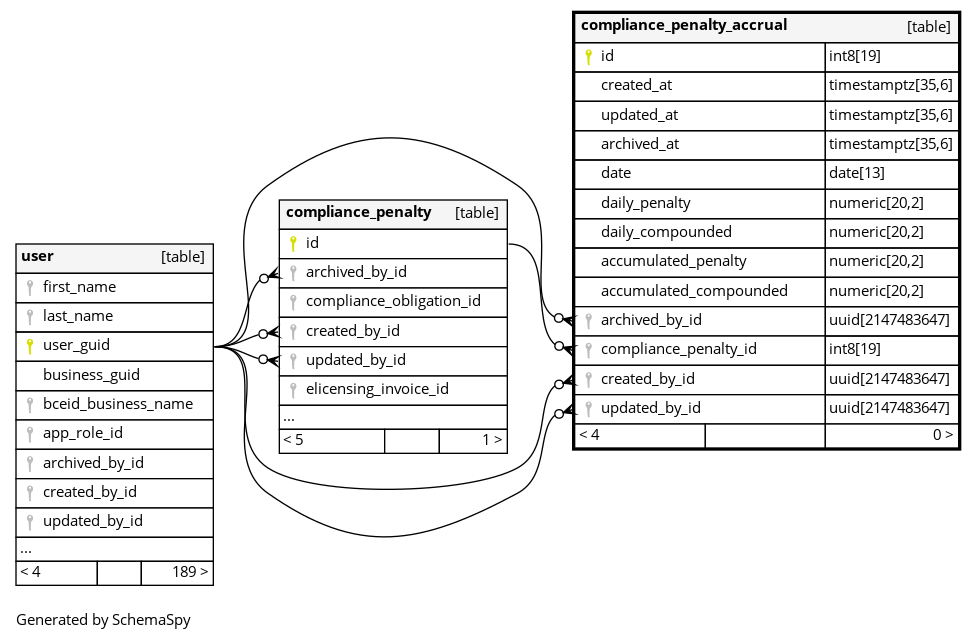 compliance_penalty_accrual [table]
id int8[19]
created_at timestamptz[35,6]
updated_at timestamptz[35,6]
archived_at timestamptz[35,6]
date date[13]
daily_penalty numeric[20,2]
daily_compounded numeric[20,2]
accumulated_penalty numeric[20,2]
accumulated_compounded numeric[20,2]
archived_by_id uuid[2147483647]
compliance_penalty_id int8[19]
created_by_id uuid[2147483647]
updated_by_id uuid[2147483647]
< 4 0 >
compliance_penalty [table]
id
archived_by_id
compliance_obligation_id
created_by_id
updated_by_id
elicensing_invoice_id
...
< 5 1 >
user [table]
first_name
last_name
user_guid
business_guid
bceid_business_name
app_role_id
archived_by_id
created_by_id
updated_by_id
...
< 4 189 >
Generated by SchemaSpy